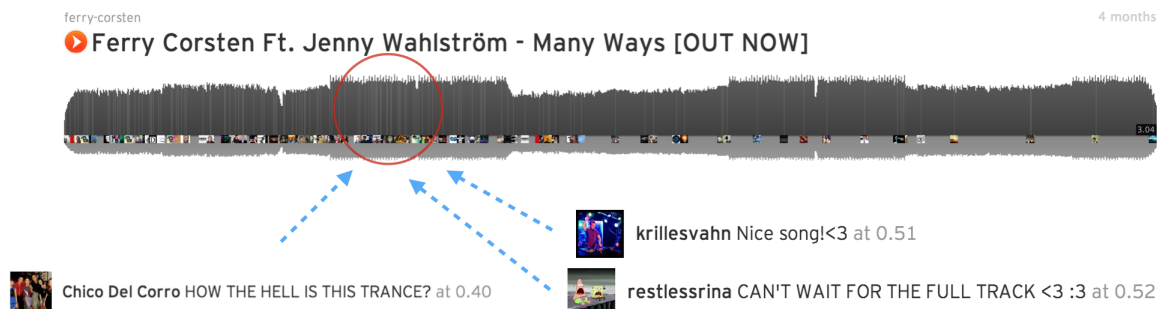 ferry-corsten
4 months
Ferry Corsten Ft. Jenny Wahlström - Many Ways [OUT NOW]
3.04
krillesvahn Nice song!<3 at 0.51
Chico Del Corro HOW THE HELL IS THIS TRANCE? at 0.40
restlessrina CAN'T WAIT FOR THE FULL TRACK <3 :3 at 0.52